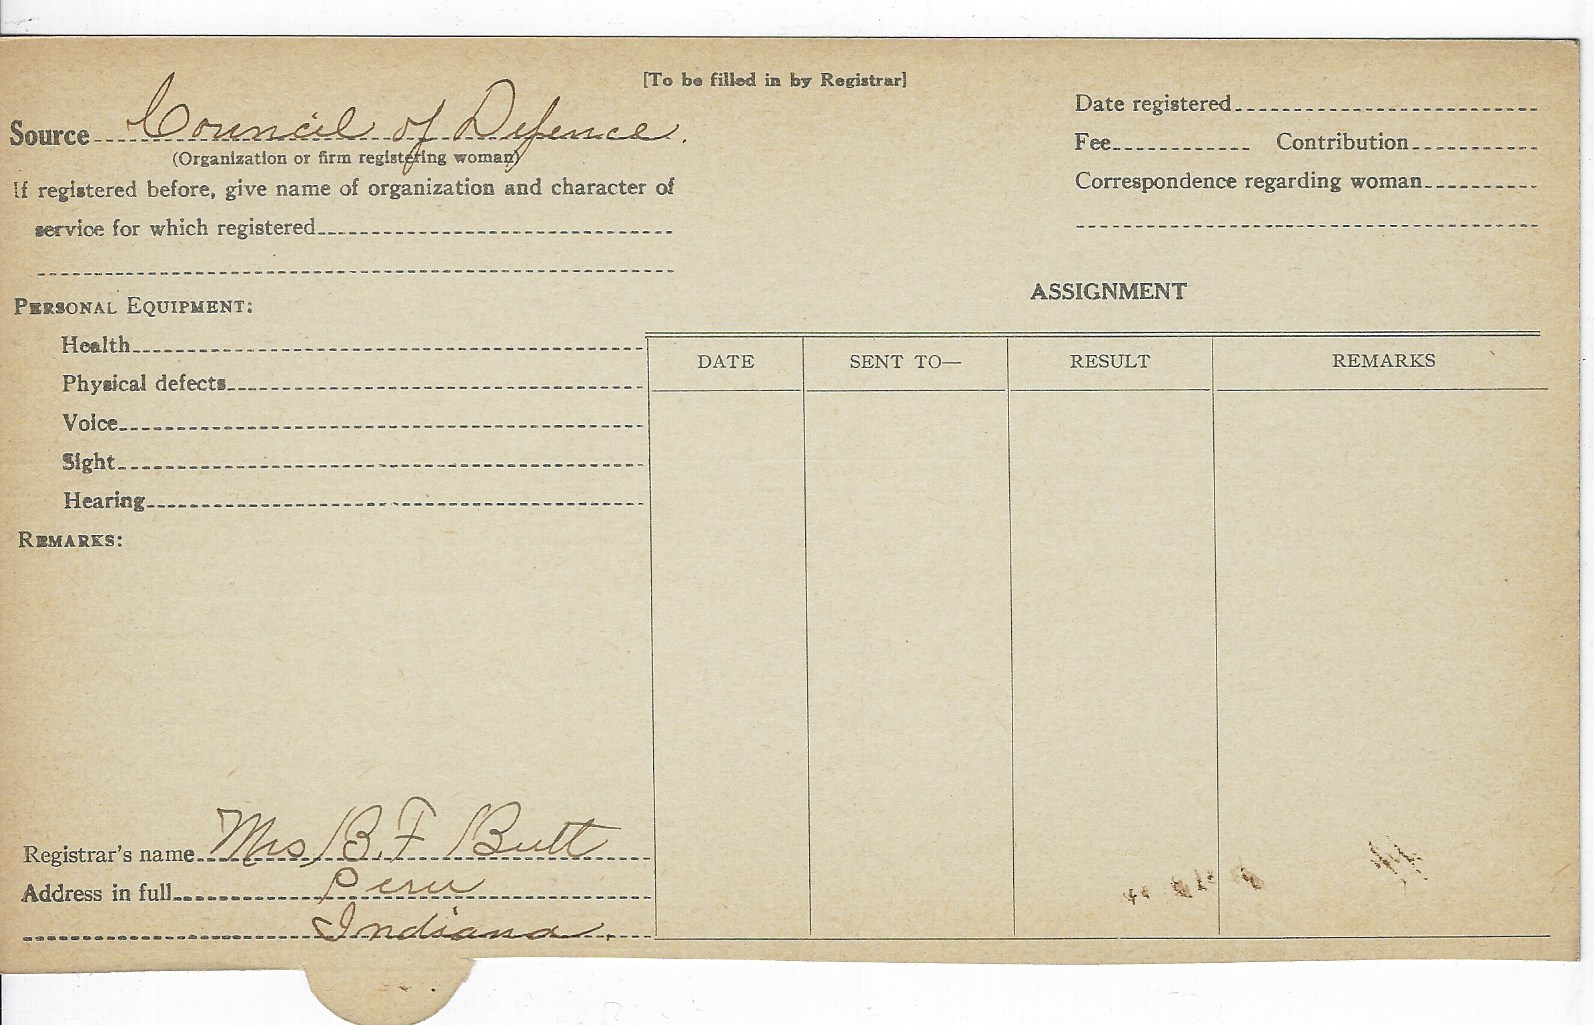 [To be filled in by Registrar]
Source Council of Defence.
(Organization or firm registering woman)
If registered before, give name of organization and character of
service for which registered
Date registered
Fee Contribution
Correspondence regarding woman
PERSONAL EQUIPMENT:
Health
Physical defects
Voice
Sight
Hearing
REMARKS:
ASSIGNMENT
DATE SENT TO— RESULT REMARKS
Registrar's name Mrs B. F Butt
Address in full Peru
Indiana.